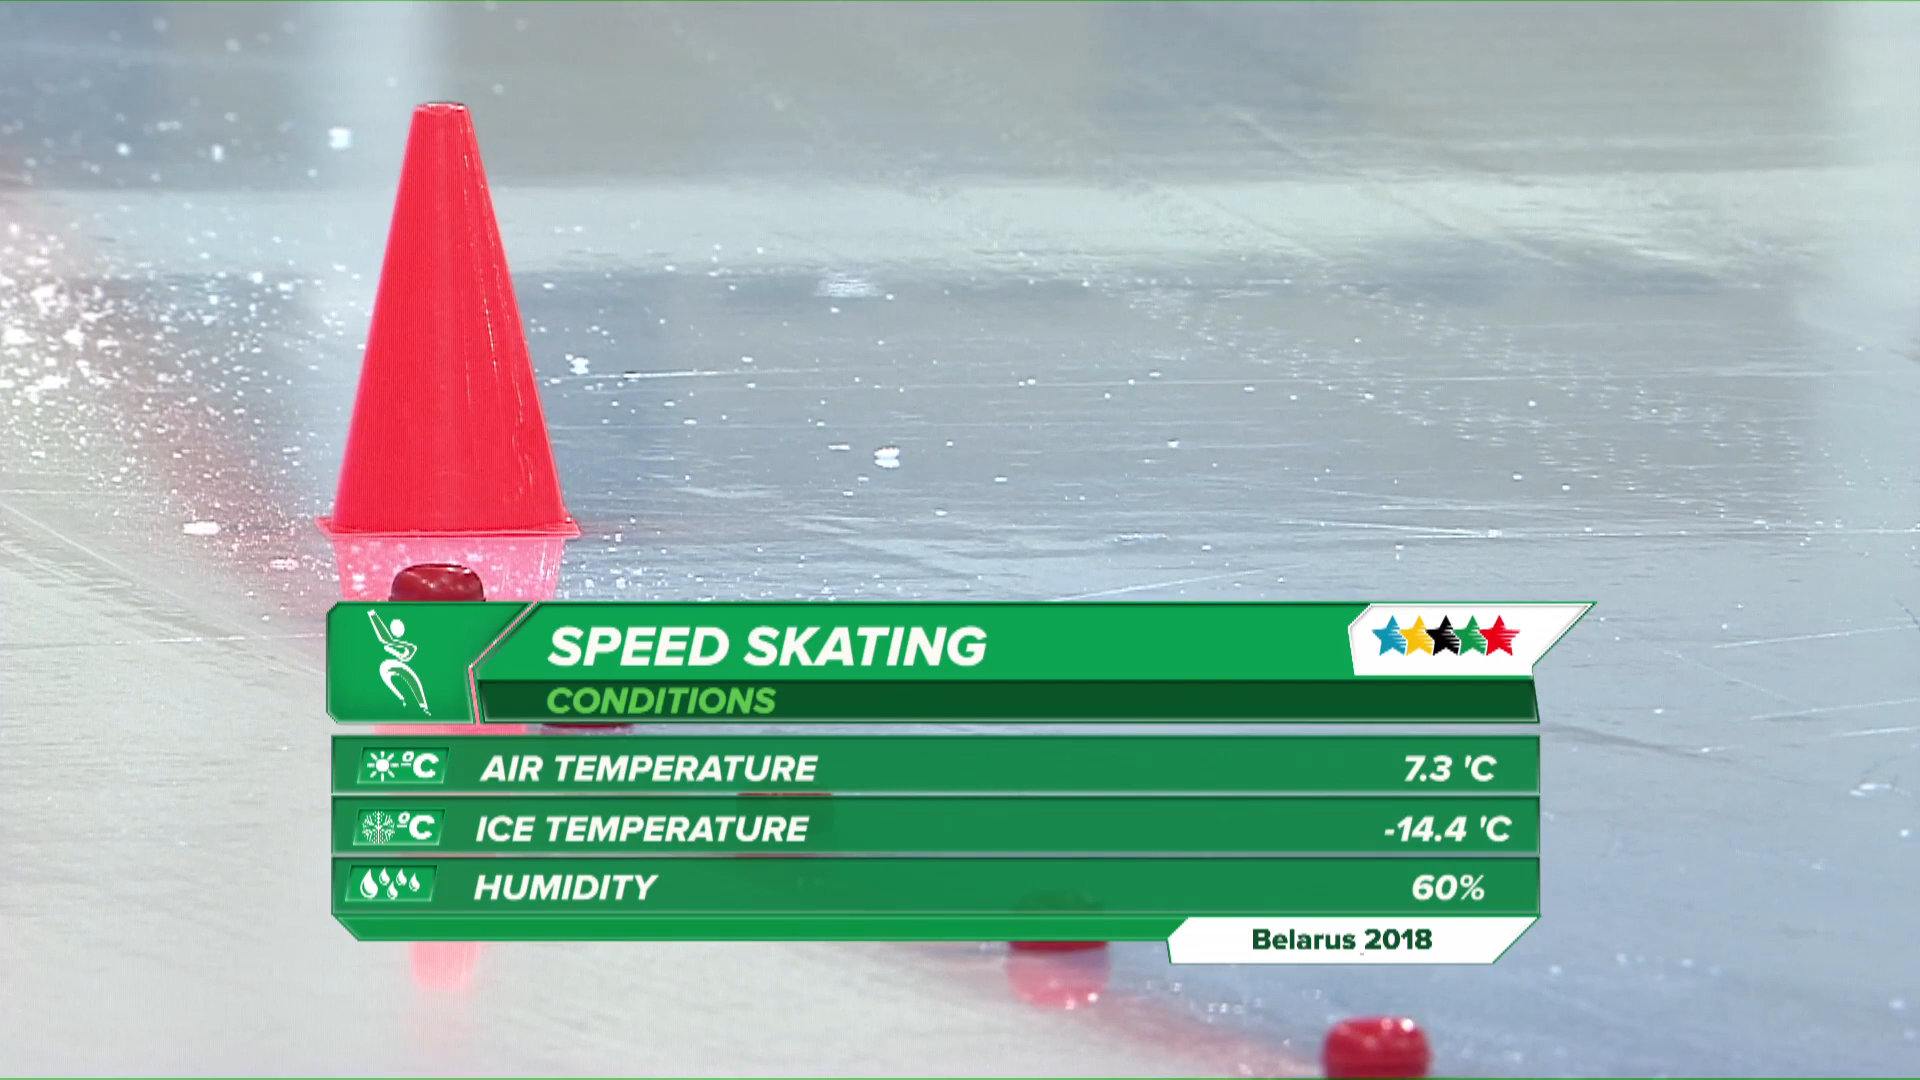 SPEED SKATING
CONDITIONS
°C AIR TEMPERATURE 7.3 'C
°C ICE TEMPERATURE -14.4 'C
HUMIDITY 60%
Belarus 2018